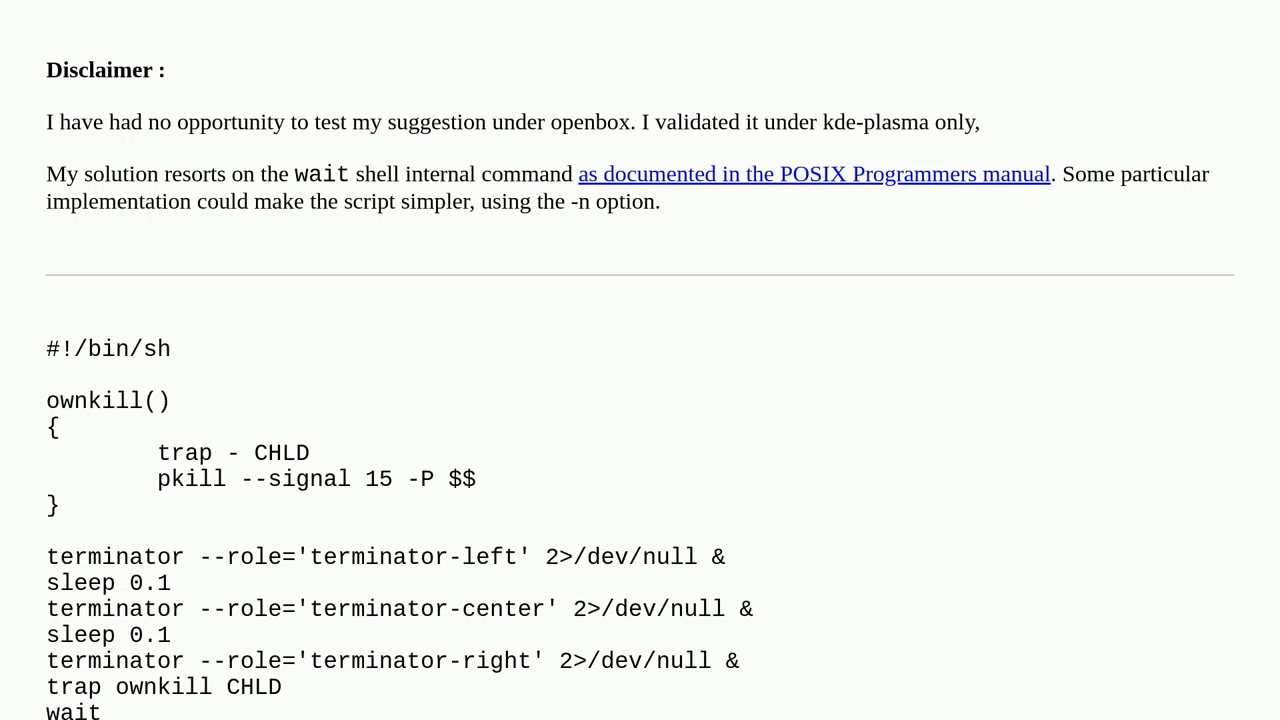 Disclaimer :
I have had no opportunity to test my suggestion under openbox. I validated it under kde-plasma only,
My solution resorts on the wait shell internal command as documented in the POSIX Programmers manual. Some particular
implementation could make the script simpler, using the -n option.
#!/bin/sh
ownkill()
{
        trap - CHLD
        pkill --signal 15 -P $$
}
terminator --role='terminator-left' 2>/dev/null &
sleep 0.1
terminator --role='terminator-center' 2>/dev/null &
sleep 0.1
terminator --role='terminator-right' 2>/dev/null &
trap ownkill CHLD
wait